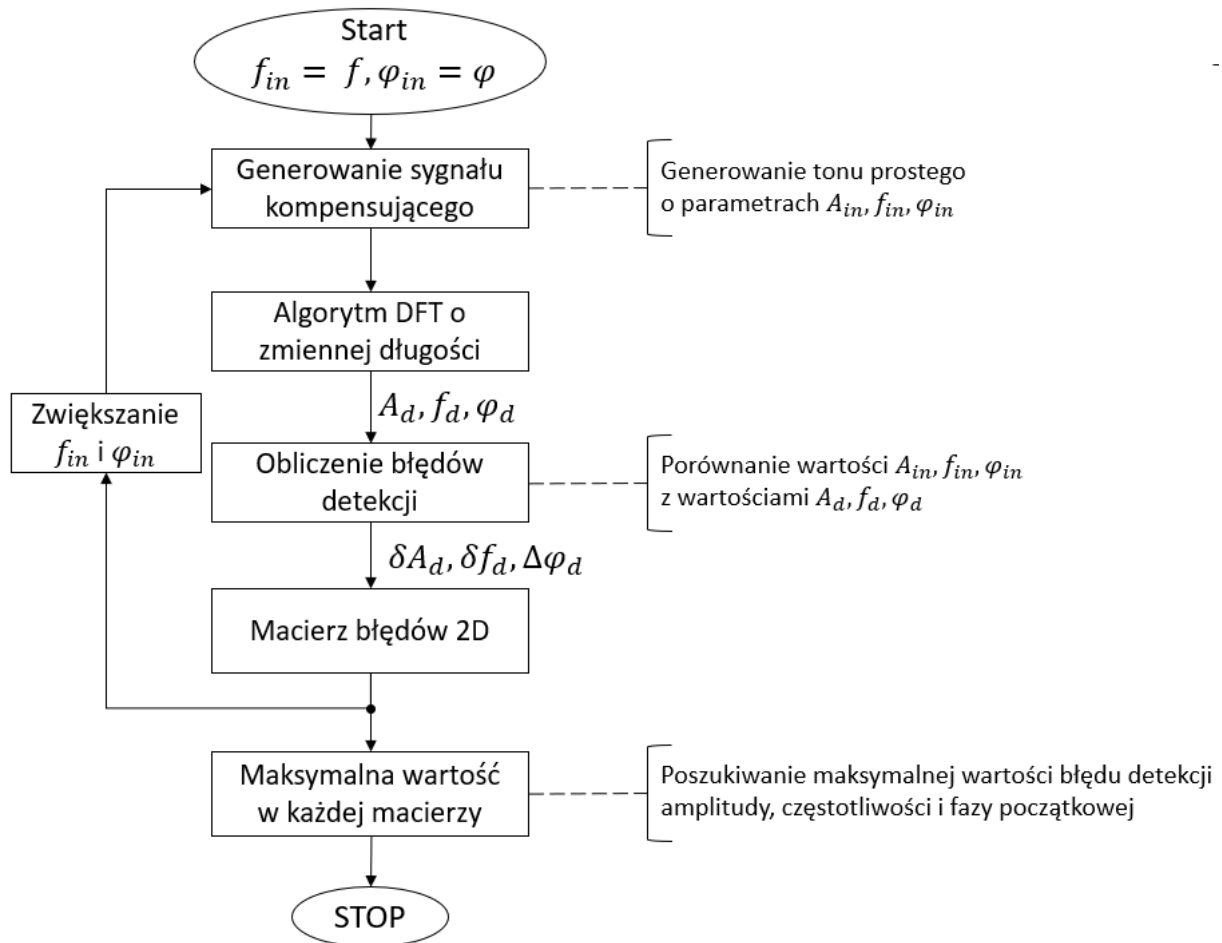 Start
f_in = f, φ_in = φ
Generowanie sygnału
kompensującego
Generowanie tonu prostego
o parametrach A_in, f_in, φ_in
Algorytm DFT o
zmiennej długości
A_d, f_d, φ_d
Zwiększanie
f_in i φ_in
Obliczenie błędów
detekcji
Porównanie wartości A_in, f_in, φ_in
z wartościami A_d, f_d, φ_d
δA_d, δf_d, Δφ_d
Macierz błędów 2D
Maksymalna wartość
w każdej macierzy
Poszukiwanie maksymalnej wartości błędu detekcji
amplitudy, częstotliwości i fazy początkowej
STOP